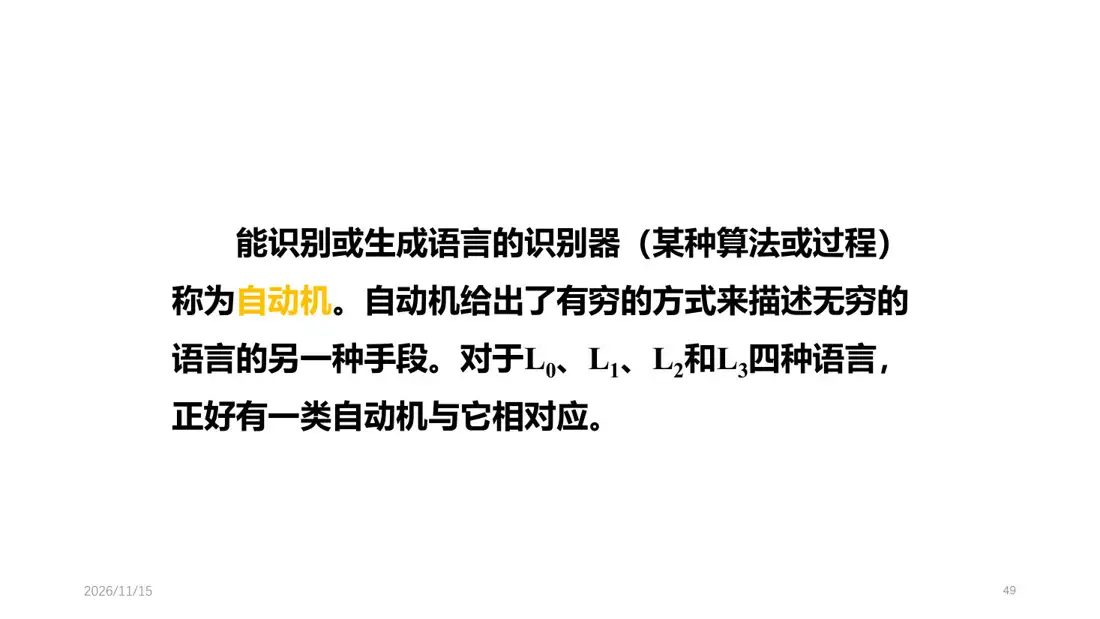 能识别或生成语言的识别器（某种算法或过程）
称为自动机。自动机给出了有穷的方式来描述无穷的
语言的另一种手段。对于L₀、L₁、L₂和L₃四种语言，
正好有一类自动机与它相对应。
2026/11/15
49